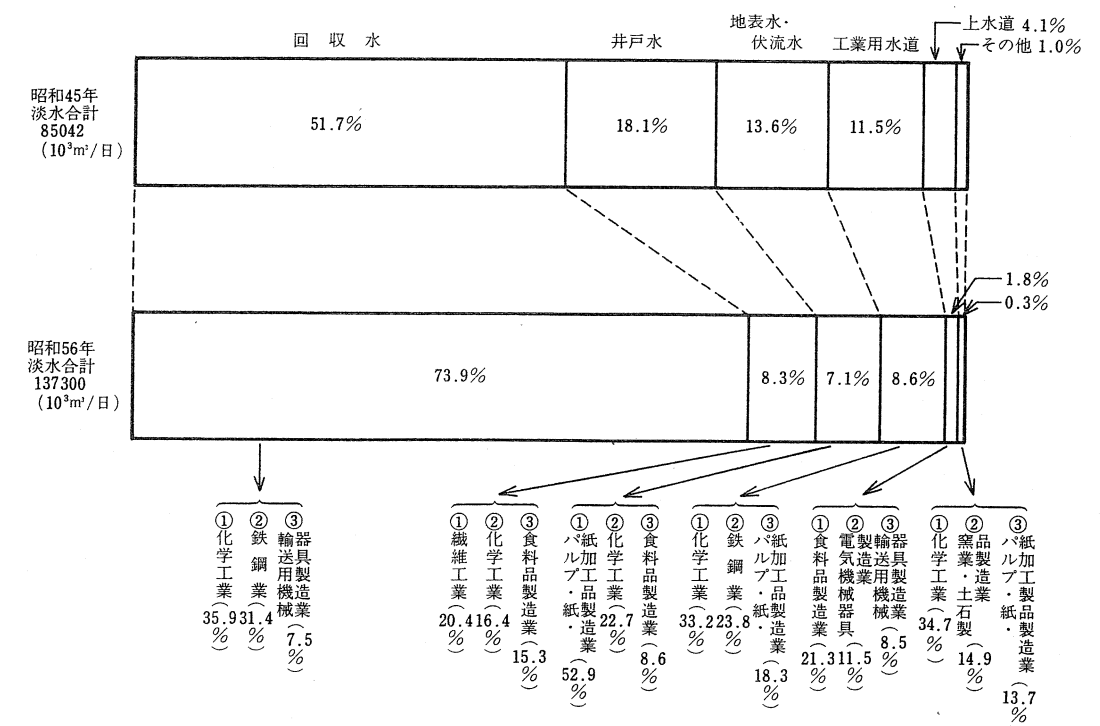 地表水・
伏流水
上水道 4.1%
その他 1.0%
回収水
井戸水
工業用水道
昭和45年
淡水合計
85042
(10³m³/日)
51.7%
18.1%
13.6%
11.5%
1.8%
0.3%
昭和56年
淡水合計
137300
(10³m³/日)
73.9%
8.3%
7.1%
8.6%
①化学工業(35.9%)
②鉄鋼業(31.4%)
③輸送用機械
器具製造業(7.5%)
①繊維工業(20.4%)
②化学工業(16.4%)
③食料品製造業(15.3%)
①パルプ・紙・
紙加工品製造業(52.9%)
②化学工業(22.7%)
③食料品製造業(8.6%)
①化学工業(33.2%)
②鉄鋼業(23.8%)
③パルプ・紙・
紙加工品製造業(18.3%)
①食料品製造業(21.3%)
②電気機械器具
製造業(11.5%)
③輸送用機械
器具製造業(8.5%)
①化学工業(34.7%)
②窯業・土石製
品製造業(14.9%)
③パルプ・紙・
紙加工品製造業(13.7%)